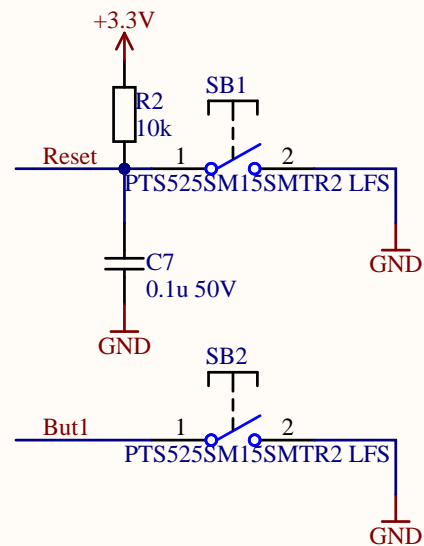 +3.3V
R2
10k
SB1
Reset
1
2
PTS525SM15SMTR2 LFS
C7
0.1u 50V
GND
GND
SB2
But1
1
2
PTS525SM15SMTR2 LFS
GND